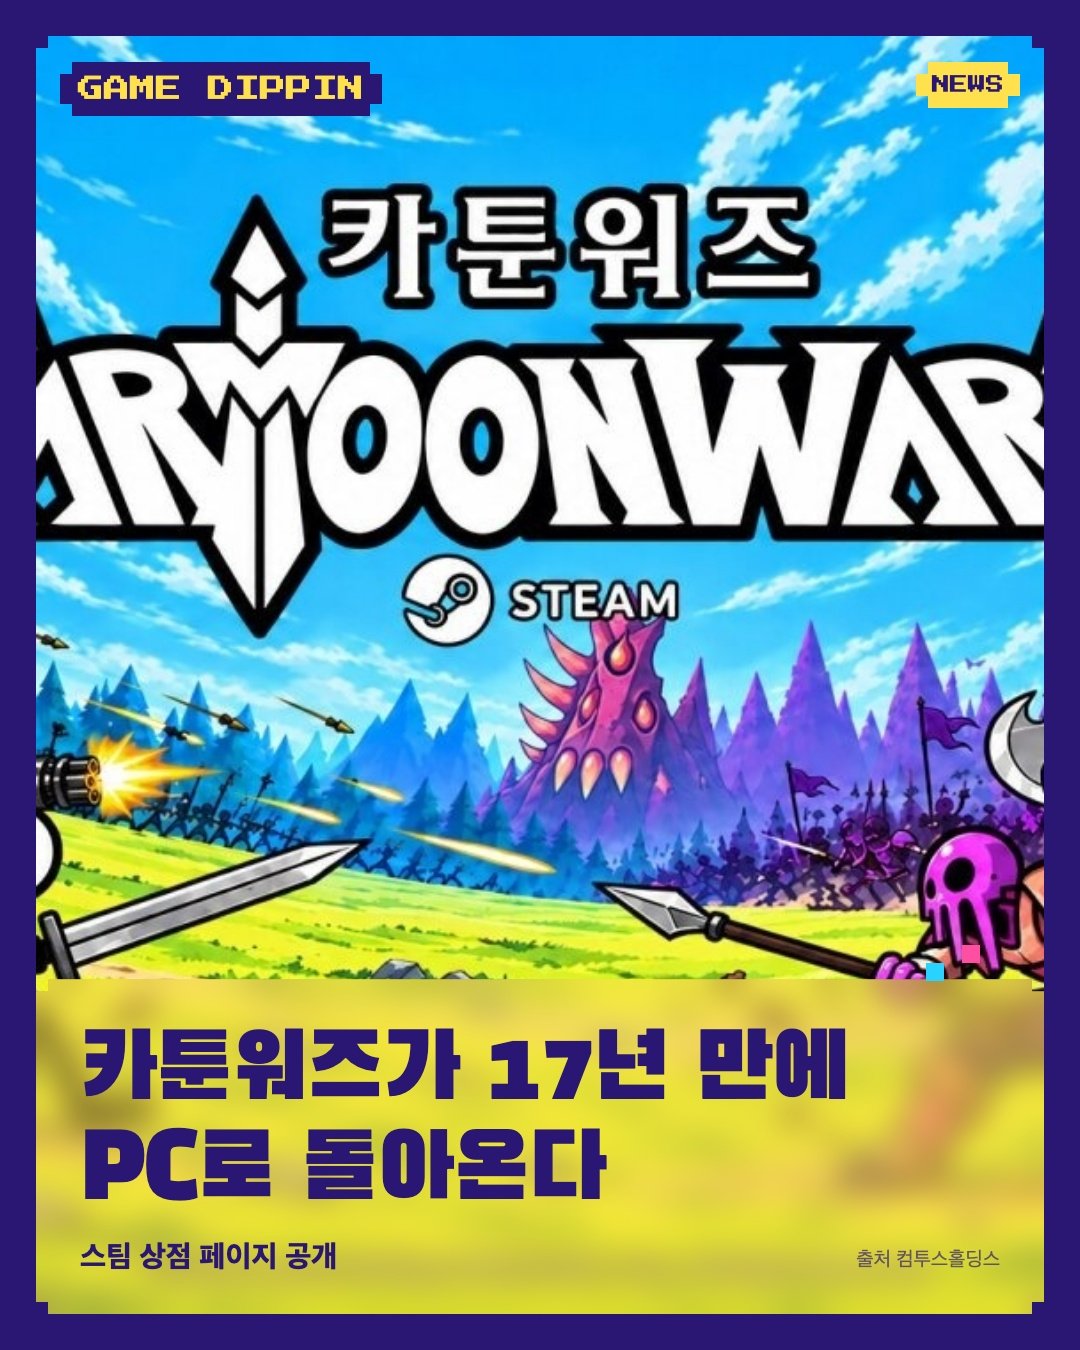 GAME DIPPIN
NEWS
카툰워즈
ARTOONWAR
STEAM
카툰워즈가 17년 만에
PC로 돌아온다
스팀 상점 페이지 공개
출처 컴투스홀딩스